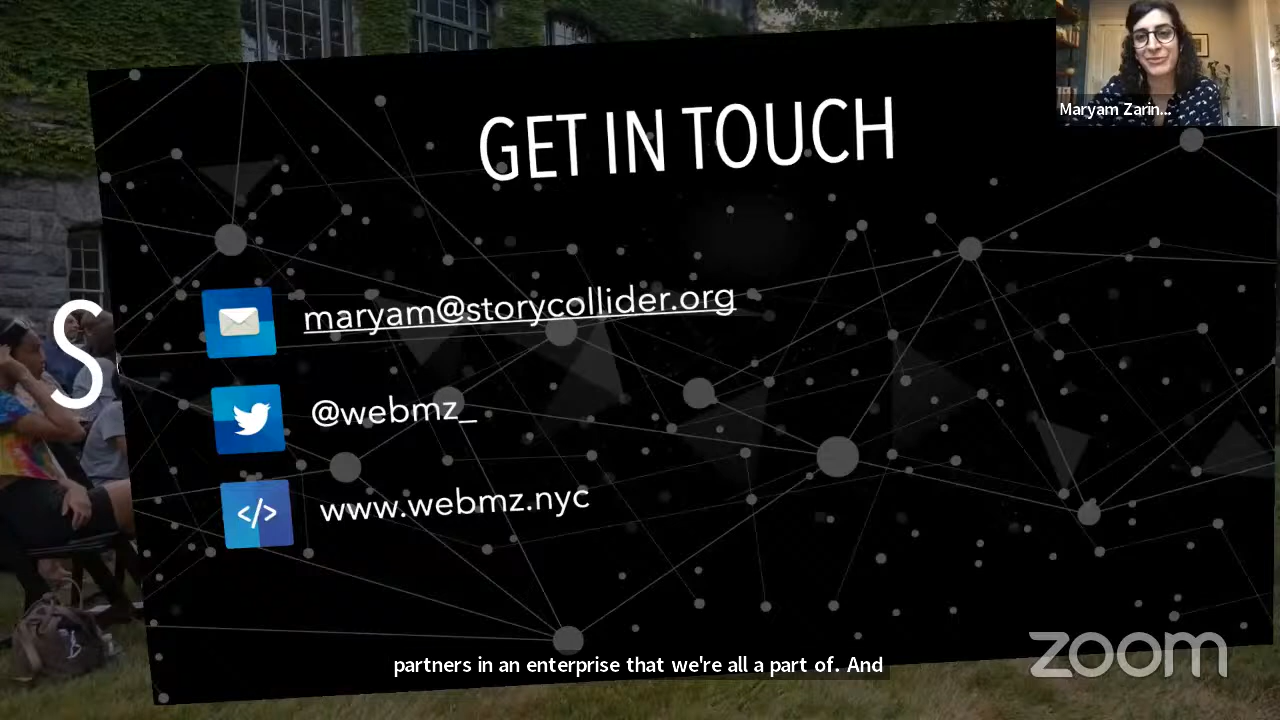 GET IN TOUCH
Maryam Zarin...
S
maryam@storycollider.org
@webmz_
</>
www.webmz.nyc
partners in an enterprise that we're all a part of. And
zoom